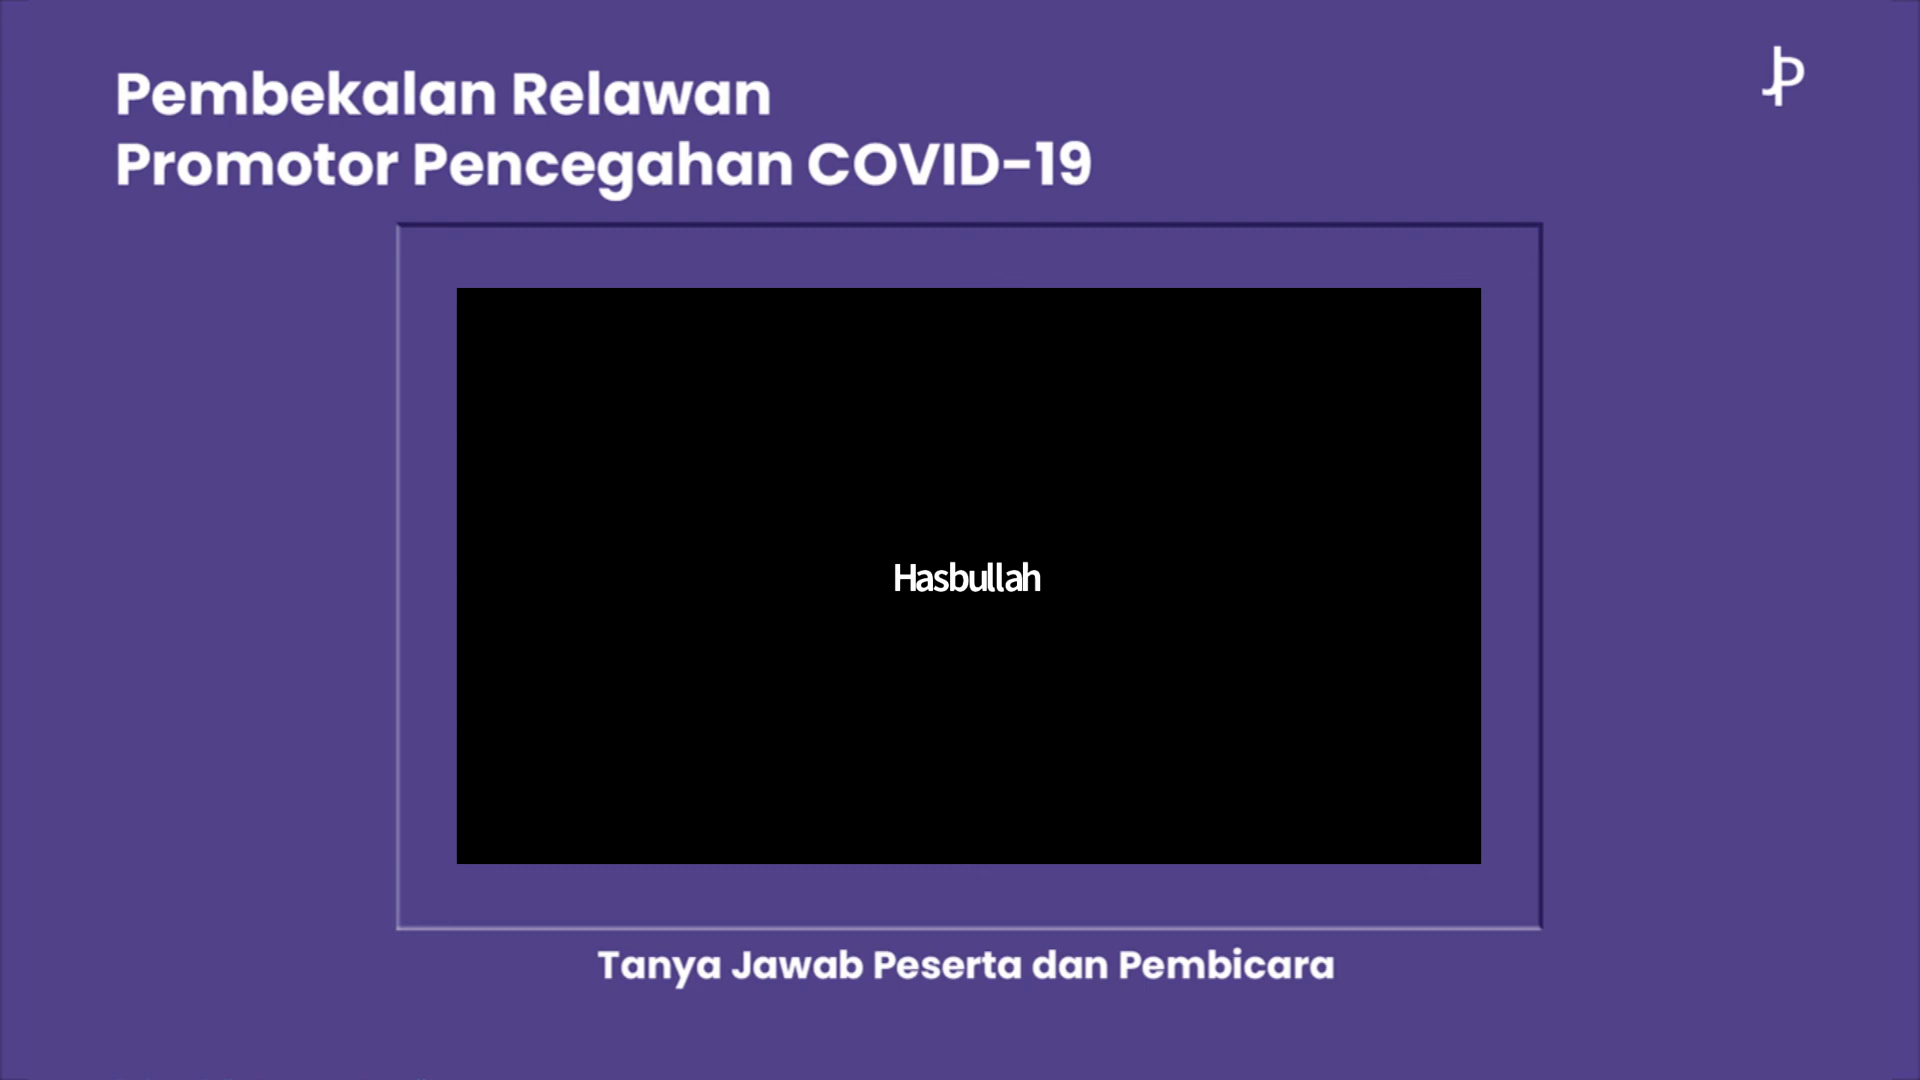 Pembekalan Relawan
Promotor Pencegahan COVID-19
Hasbullah
Tanya Jawab Peserta dan Pembicara